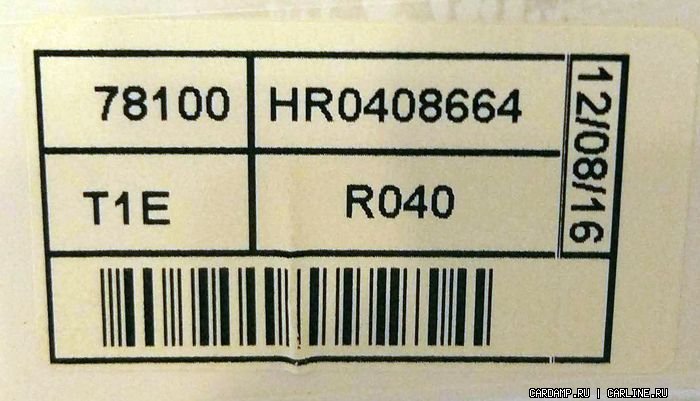 78100 HR0408664
12/08/16
T1E R040
CARDAMP.RU | CARLINE.RU